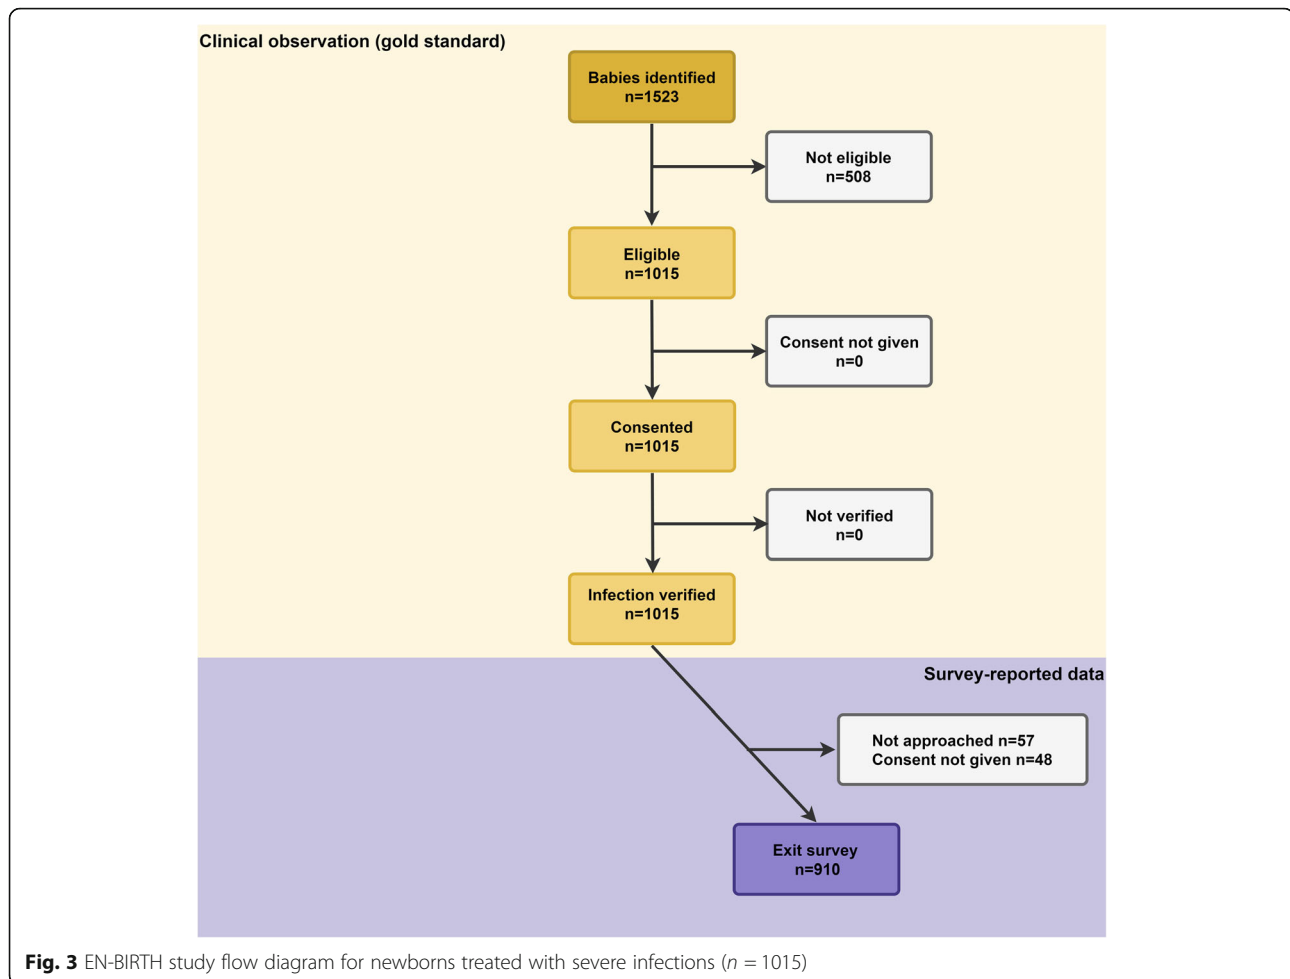 Clinical observation (gold standard)
Babies identified
n=1523
Not eligible
n=508
Eligible
n=1015
Consent not given
n=0
Consented
n=1015
Not verified
n=0
Infection verified
n=1015
Survey-reported data
Not approached n=57
Consent not given n=48
Exit survey
n=910
Fig. 3 EN-BIRTH study flow diagram for newborns treated with severe infections (n = 1015)